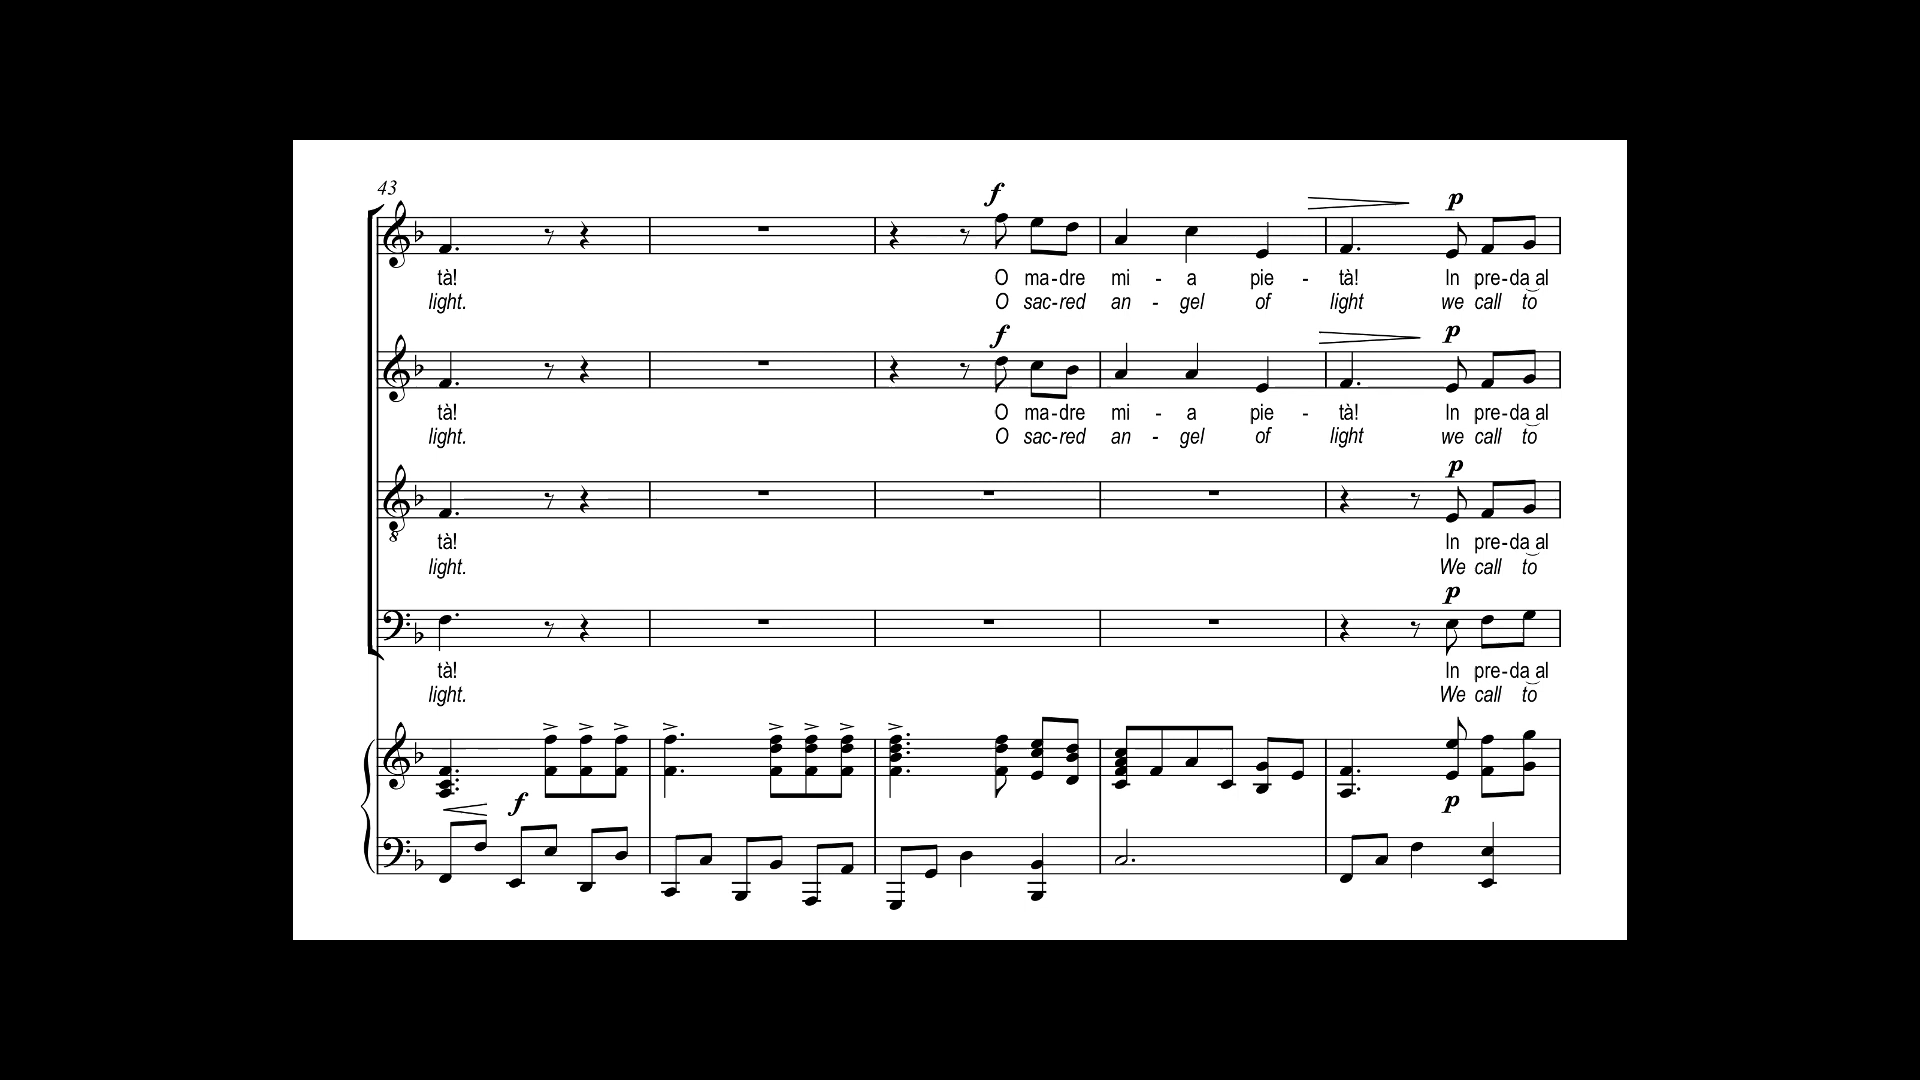 43
f p
tà! O ma-dre mi - a pie - tà! In pre-da‿al
light. O sac-red an - gel of light we call to
f p
tà! O ma-dre mi - a pie - tà! In pre-da‿al
light. O sac-red an - gel of light we call to
p
8
tà! In pre-da‿al
light. We call to
p
tà! In pre-da‿al
light. We call to
f p